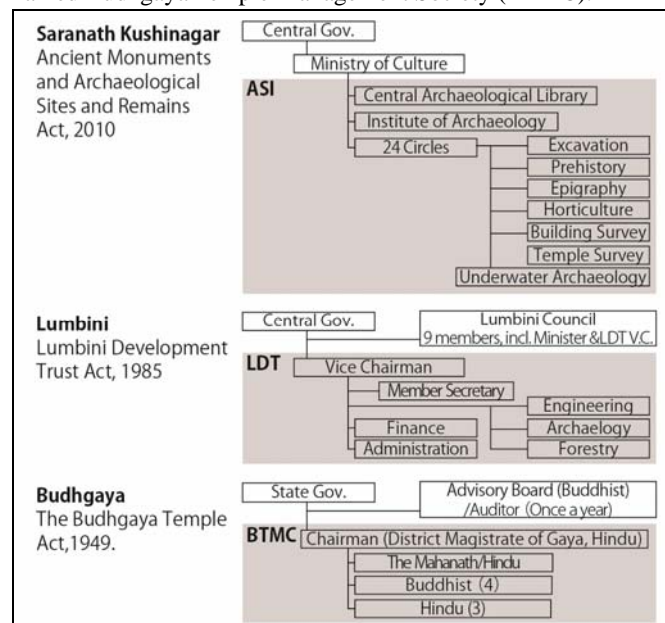 Temple Management Society
Saranath Kushinagar
Ancient Monuments
and Archaeological
Sites and Remains
Act, 2010
Central Gov.
Ministry of Culture
ASI
Central Archaeological Library
Institute of Archaeology
24 Circles
Excavation
Prehistory
Epigraphy
Horticulture
Building Survey
Temple Survey
Underwater Archaeology
Lumbini
Lumbini Development
Trust Act, 1985
Central Gov.
Lumbini Council
9 members, incl. Minister &LDT V.C.
LDT
Vice Chairman
Member Secretary
Engineering
Finance
Archaelogy
Administration
Forestry
Budhgaya
The Budhgaya Temple
Act,1949.
State Gov.
Advisory Board (Buddhist)
/Auditor (Once a year)
BTMC
Chairman (District Magistrate of Gaya, Hindu)
The Mahanath/Hindu
Buddhist (4)
Hindu (3)